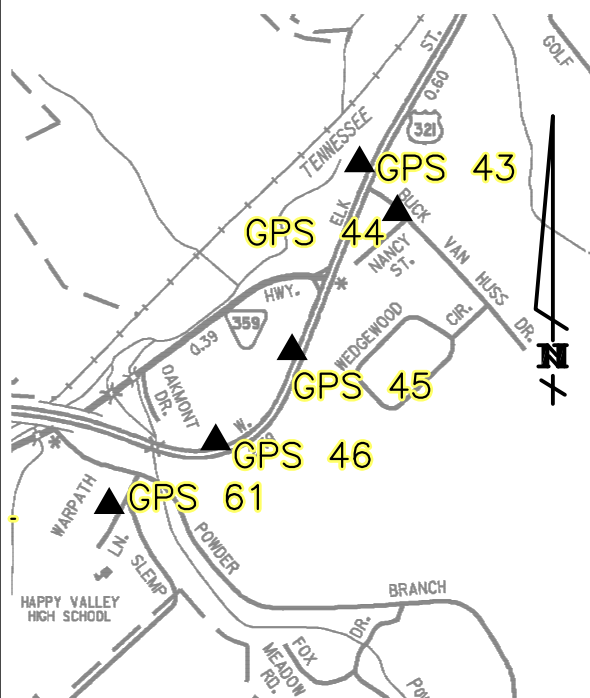 GOLF
ST.
0.60
321
TENNESSEE
GPS 43
ELK
BUCK
GPS 44
NANCY
ST.
VAN HUSS DR.
HWY.
359
0.39
WEDGEWOOD
CIR.
N
OAKMONT
DR.
GPS 45
W.
GPS 46
WARPATH
LN.
GPS 61
SLEMP
POWDER
BRANCH
HAPPY VALLEY
HIGH SCHOOL
DR.
FOX
MEADOW
RD.